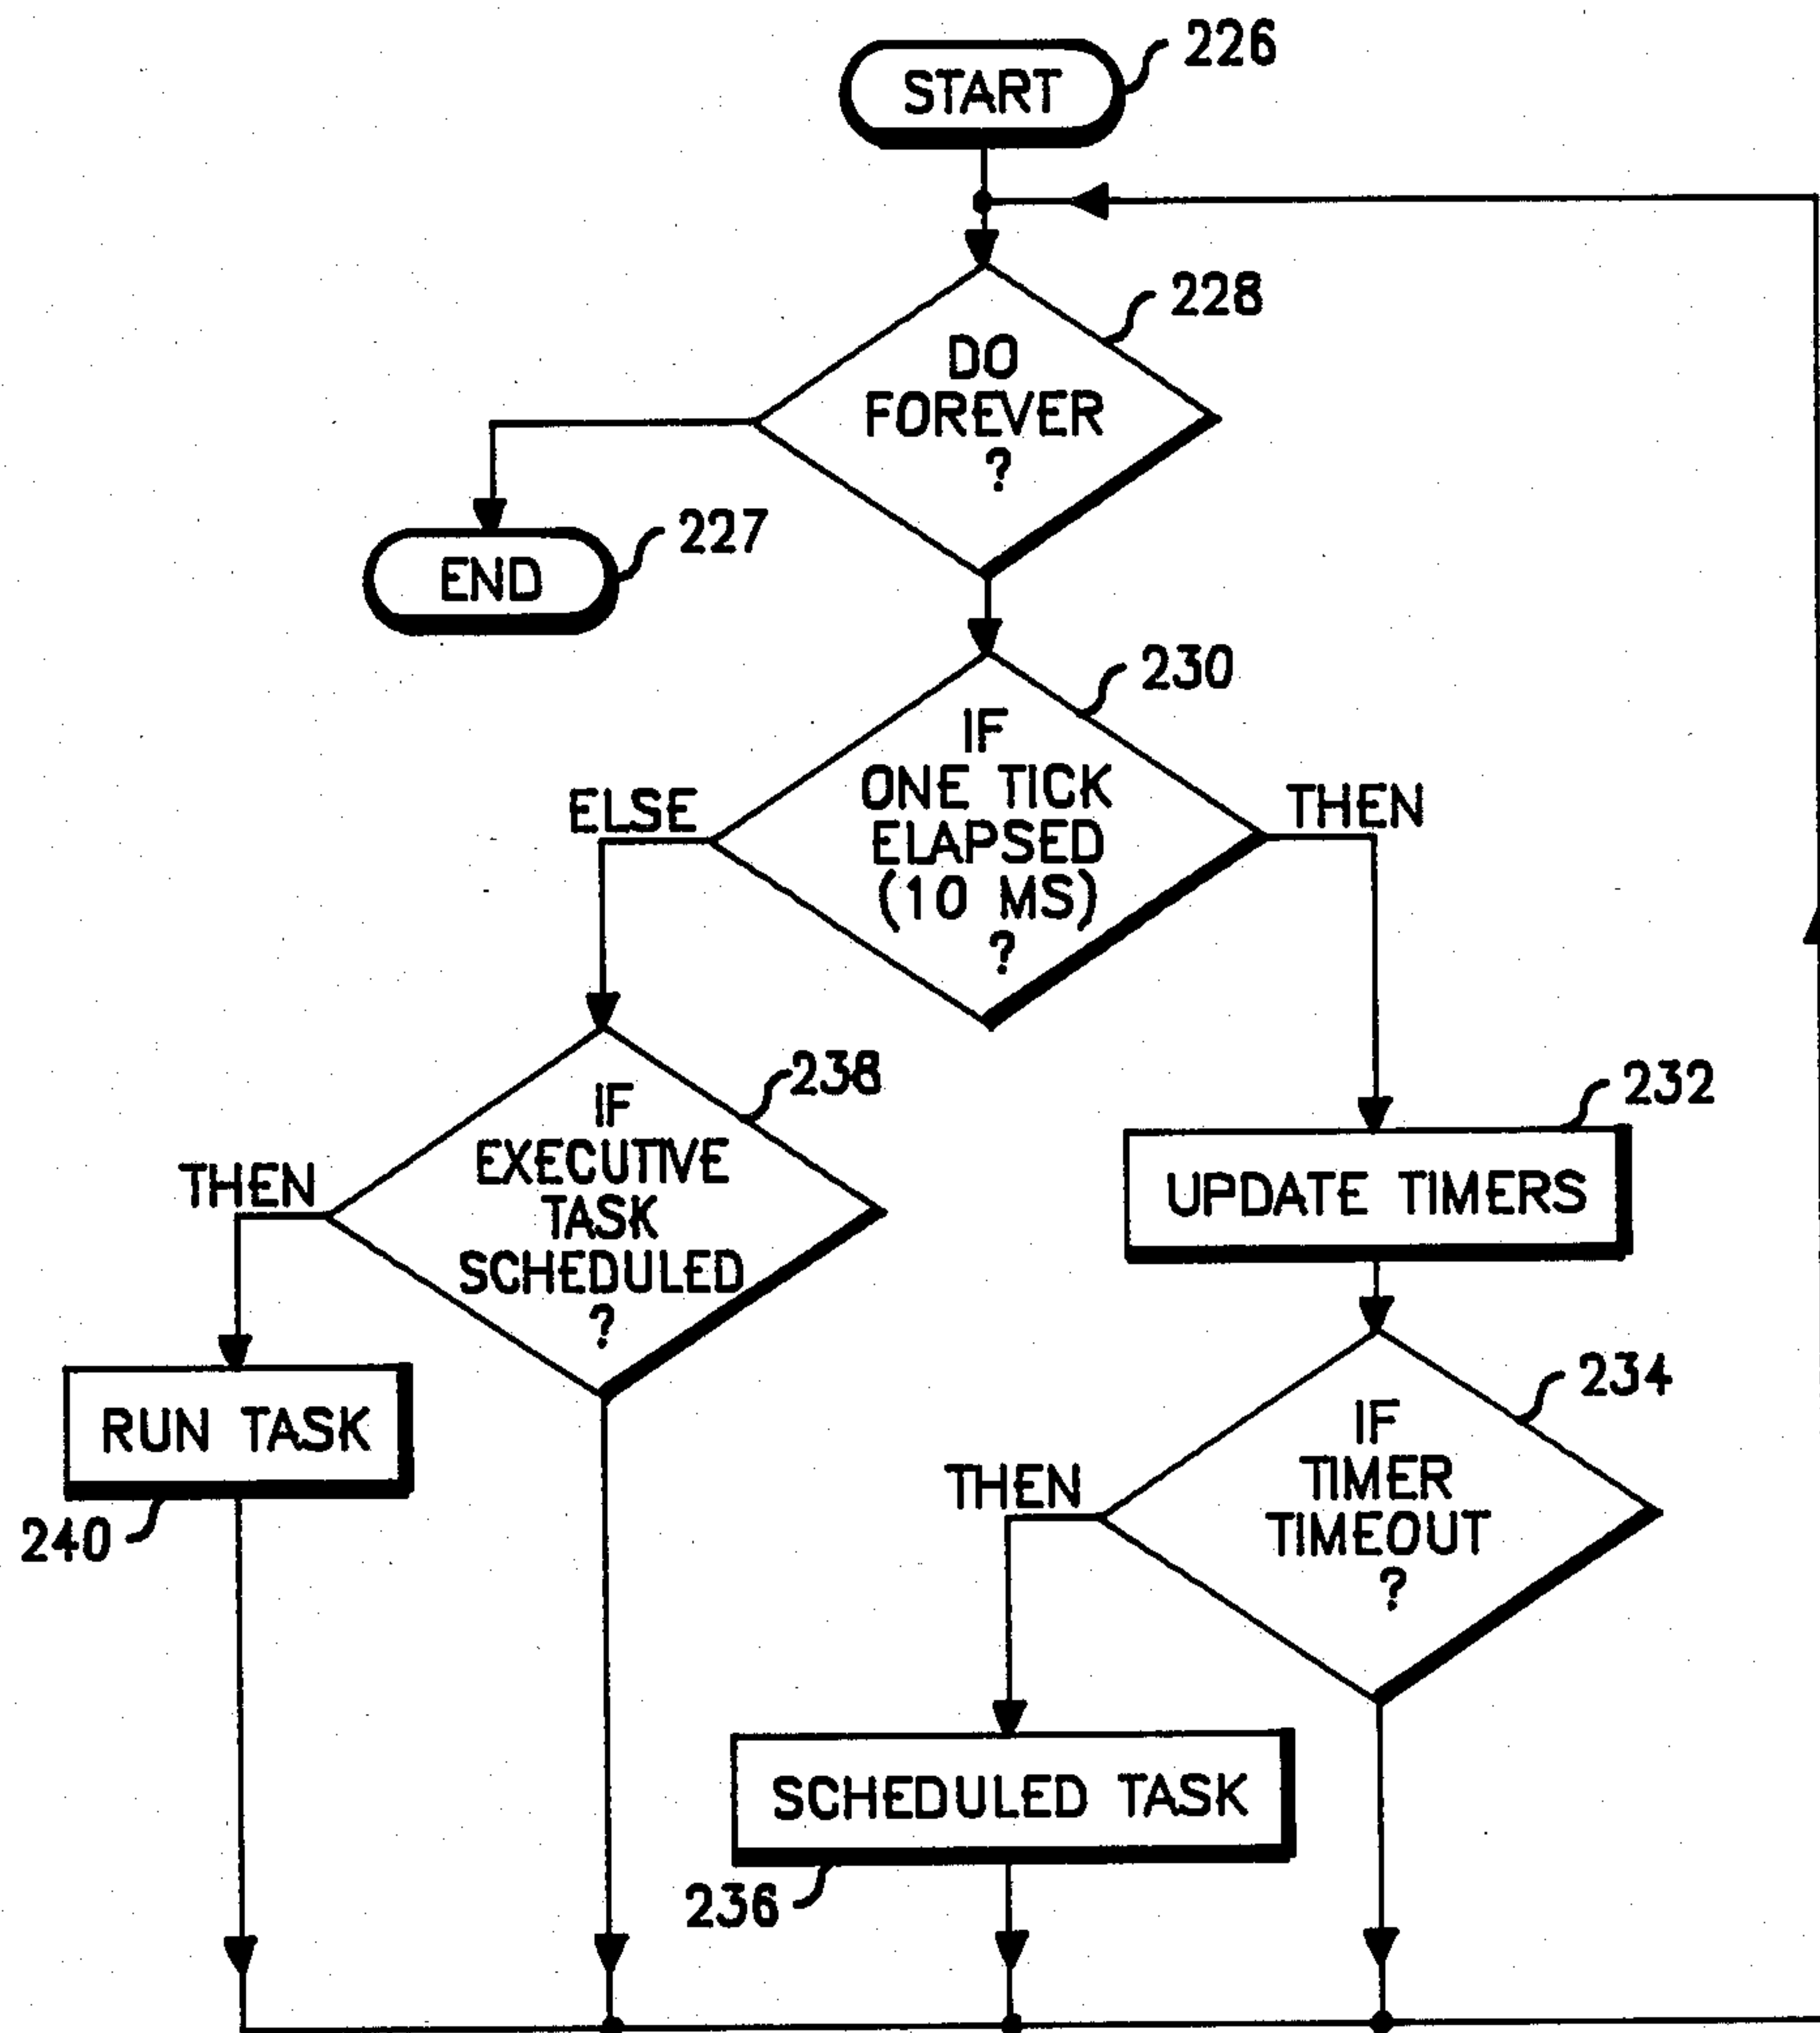 START
226
DO
FOREVER
?
228
END
227
IF
ONE TICK
ELAPSED
(10 MS)
?
230
ELSE
THEN
IF
EXECUTIVE
TASK
SCHEDULED
?
238
THEN
UPDATE TIMERS
232
RUN TASK
240
IF
TIMER
TIMEOUT
?
234
THEN
SCHEDULED TASK
236